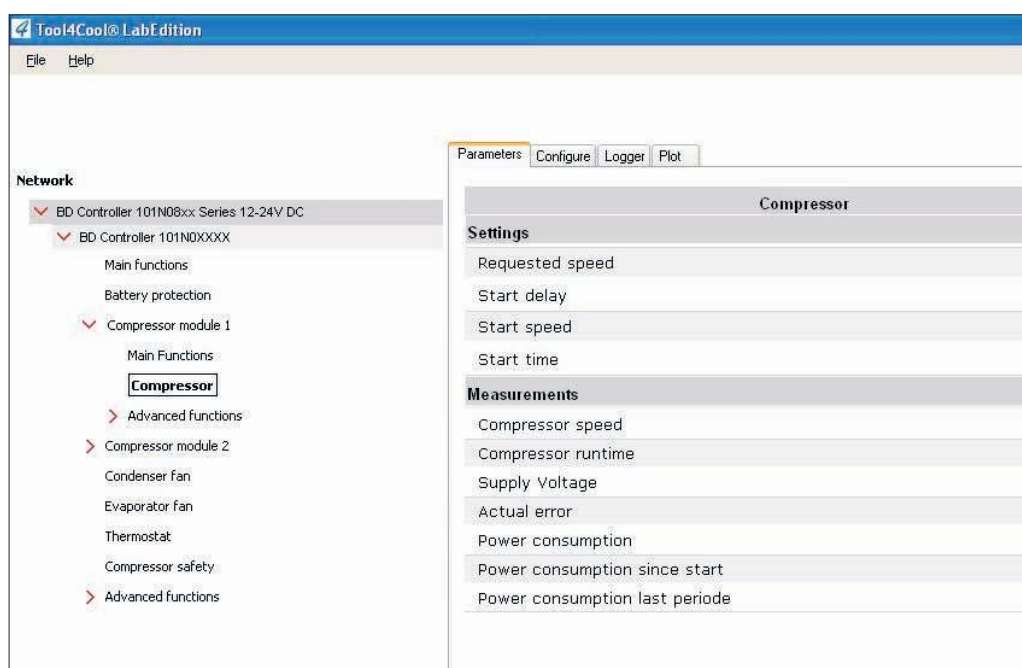 Tool4Cool® LabEdition
File Help
Network
BD Controller 101N08xx Series 12-24V DC
BD Controller 101N0XXXX
Main functions
Battery protection
Compressor module 1
Main Functions
Compressor
Advanced functions
Compressor module 2
Condenser fan
Evaporator fan
Thermostat
Compressor safety
Advanced functions
Parameters Configure Logger Plot
Compressor
Settings
Requested speed
Start delay
Start speed
Start time
Measurements
Compressor speed
Compressor runtime
Supply Voltage
Actual error
Power consumption
Power consumption since start
Power consumption last periode